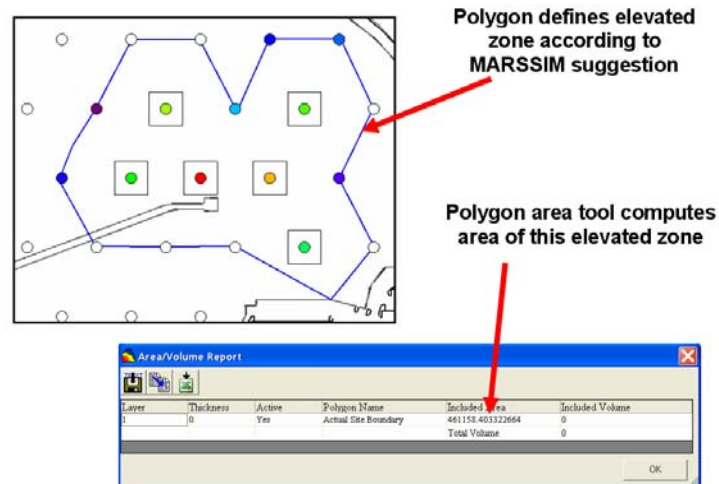 Polygon defines elevated
zone according to
MARSSIM suggestion
Polygon area tool computes
area of this elevated zone
Area/Volume Report
Layer Thickness Active Polygon Name Included Area Included Volume
1 0 Yes Actual Site Boundary 461158.403322664 0
Total Volume 0
OK